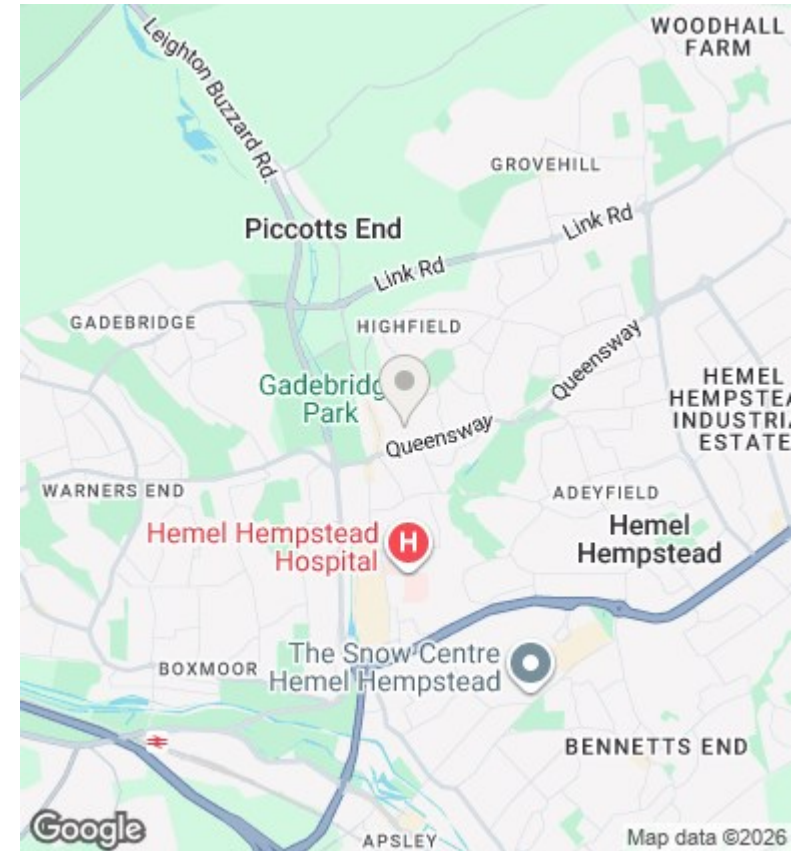 WOODHALL
FARM
Leighton Buzzard Rd.
GROVEHILL
Piccotts End
Link Rd
Link Rd
GADEBRIDGE
HIGHFIELD
Queensway
Gadebridg
Park
HEMEL
HEMPSTEA
INDUSTRI
ESTATE
Queensway
WARNERS END
ADEYFIELD
Hemel Hempstead
Hospital
H
Hemel
Hempstead
The Snow Centre
Hemel Hempstead
BOXMOOR
BENNETTS END
Google
APSLEY
Map data ©2026